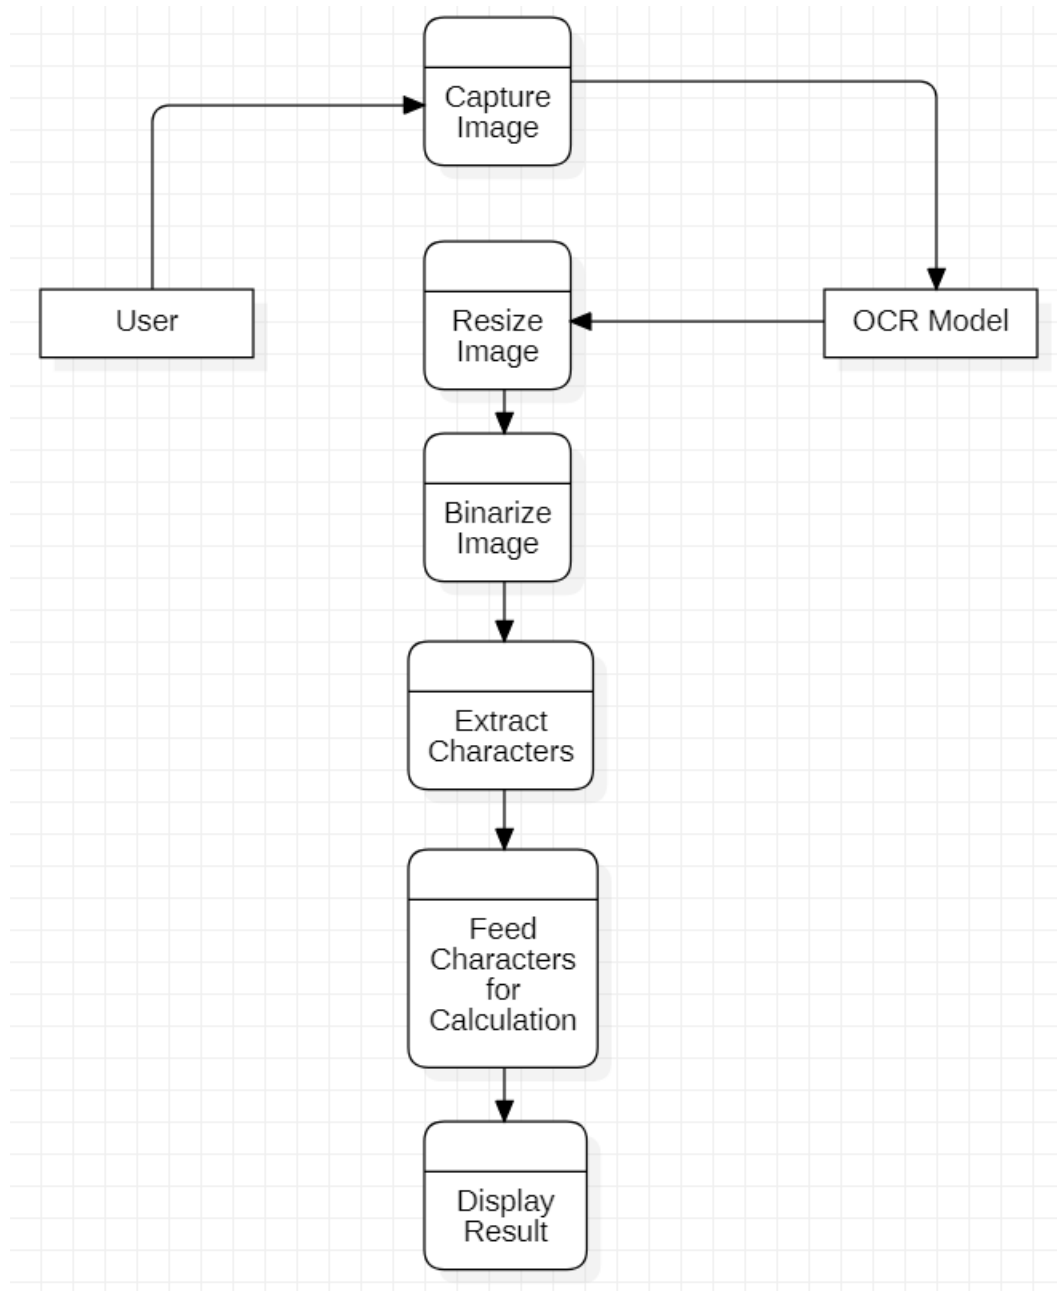 Capture
Image
User
Resize
Image
OCR Model
Binarize
Image
Extract
Characters
Feed
Characters
for
Calculation
Display
Result